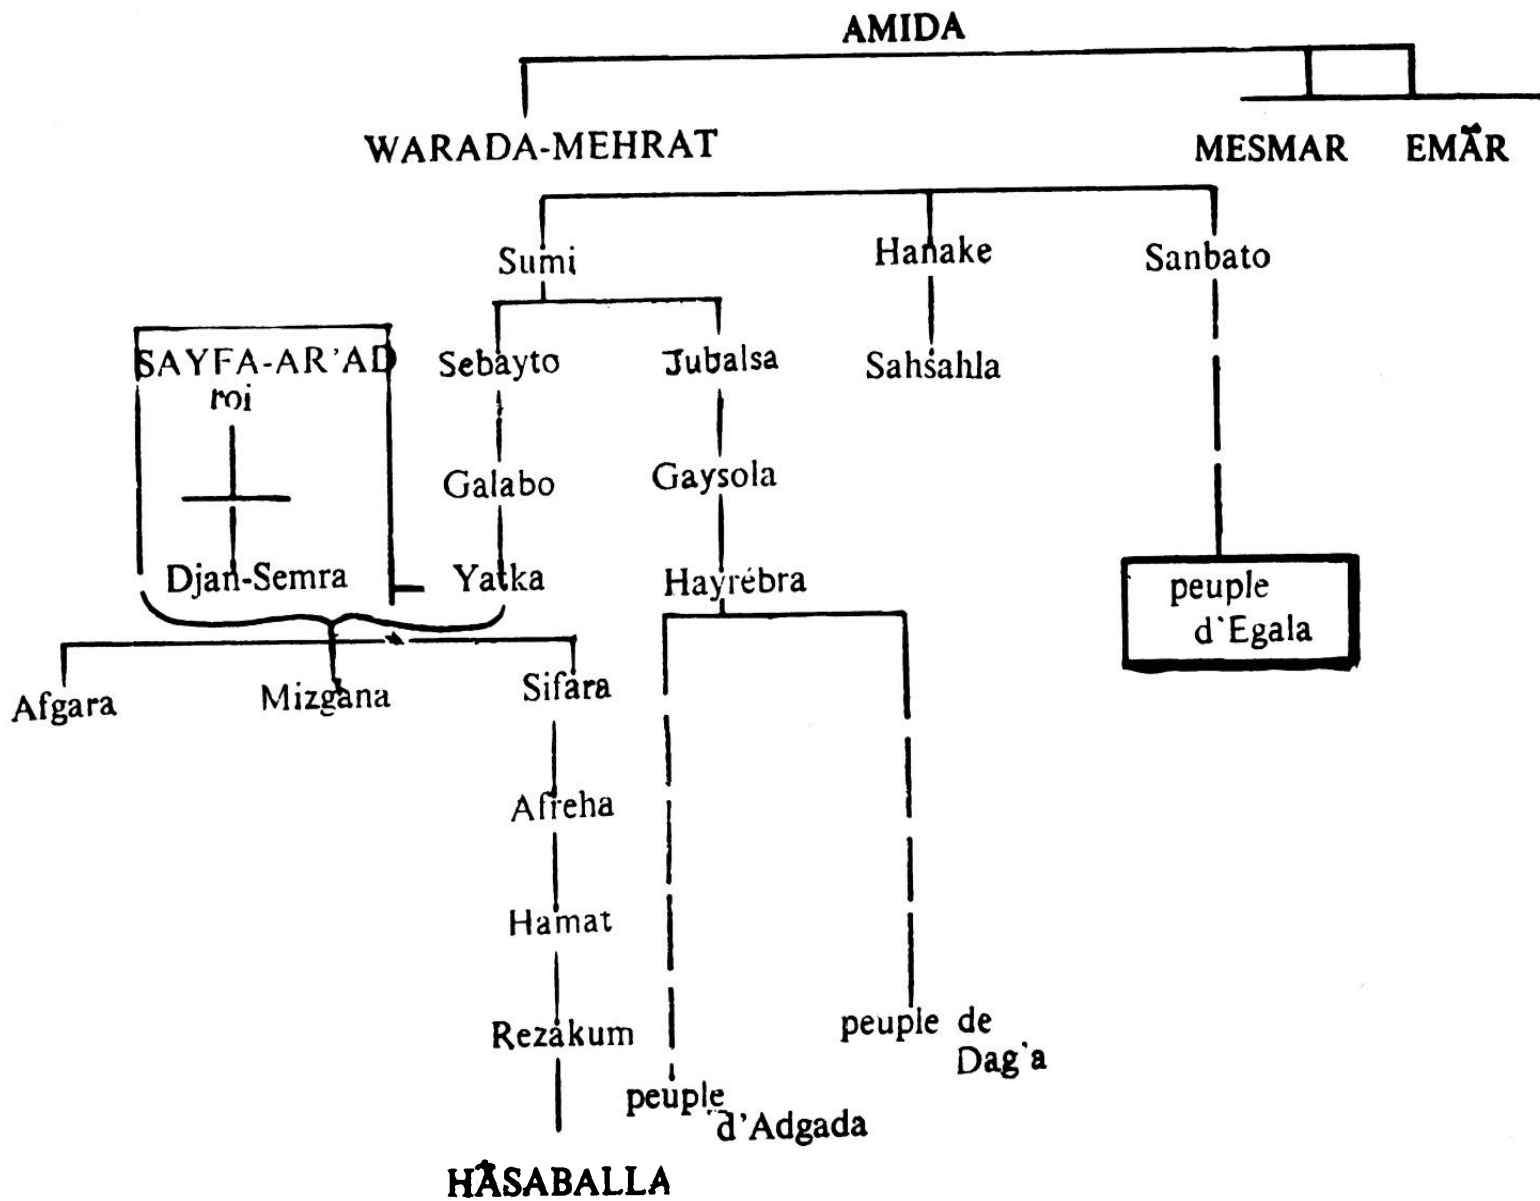 AMIDA
WARADA-MEHRAT
MESMAR
EMĀR
Sumi
Hanake
Sanbato
SAYFA-AR'AD
roi
Sebayto
Jubalsa
Sahsahla
Galabo
Gaysola
Djan-Semra
Yatka
Hayrébra
peuple
d'Egala
Afgara
Mizgana
Sifara
Afreha
Hamat
Rezakum
peuple de
Dag'a
peuple
d'Adgada
HĀSABALLA